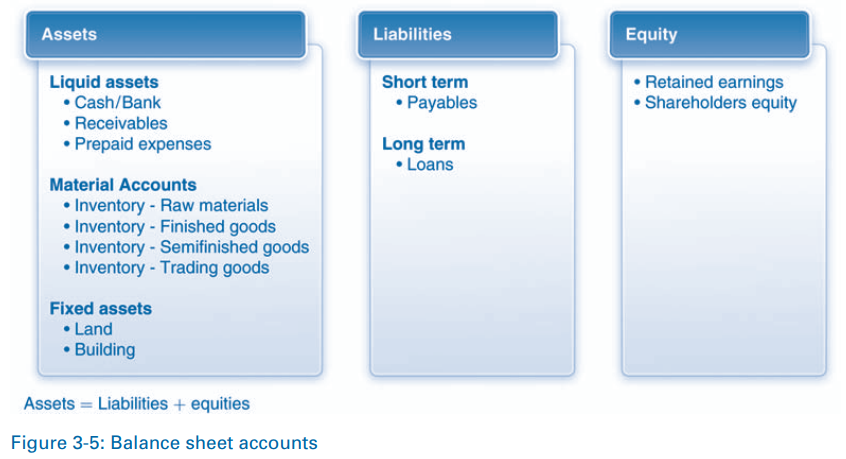 Assets
Liquid assets
• Cash/Bank
• Receivables
• Prepaid expenses
Material Accounts
• Inventory - Raw materials
• Inventory - Finished goods
• Inventory - Semifinished goods
• Inventory - Trading goods
Fixed assets
• Land
• Building
Liabilities
Short term
• Payables
Long term
• Loans
Equity
• Retained earnings
• Shareholders equity
Assets = Liabilities + equities
Figure 3-5: Balance sheet accounts